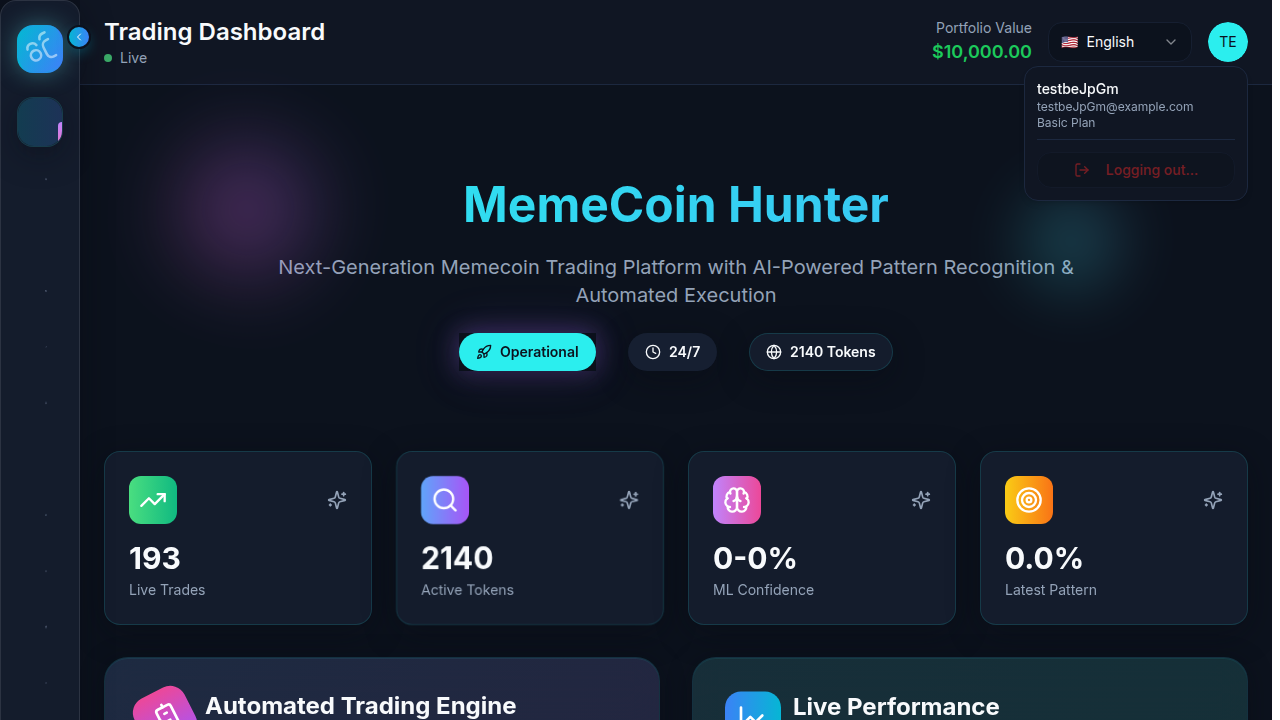 Trading Dashboard
Live
Portfolio Value
$10,000.00
English
TE
testbeJpGm
testbeJpGm@example.com
Basic Plan
Logging out...
MemeCoin Hunter
Next-Generation Memecoin Trading Platform with AI-Powered Pattern Recognition &
Automated Execution
Operational
24/7
2140 Tokens
193
Live Trades
2140
Active Tokens
0-0%
ML Confidence
0.0%
Latest Pattern
Automated Trading Engine
Live Performance